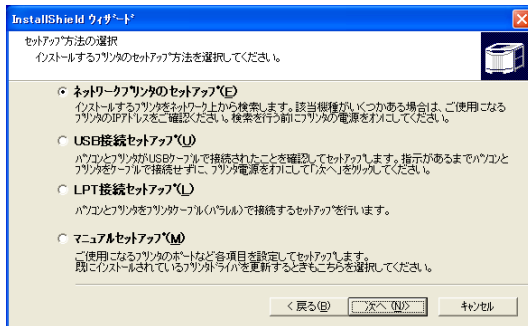 InstallShield ウィザード
セットアップ方法の選択
インストールするプリンタのセットアップ方法を選択してください。
ネットワークプリンタのセットアップ(E)
インストールするプリンタをネットワーク上から検索します。該当機種がいくつかある場合は、ご使用になる
プリンタのIPアドレスをご確認ください。検索を行う前にプリンタの電源をオンにしてください。
USB接続セットアップ(U)
パソコンとプリンタがUSBケーブルで接続されたことを確認してセットアップします。指示があるまでパソコンと
プリンタをケーブルで接続せずに、プリンタ電源をオンにして「次へ」をクリックしてください。
LPT接続セットアップ(L)
パソコンとプリンタをプリンタケーブル(パラレル)で接続するセットアップを行います。
マニュアルセットアップ(M)
ご使用になるプリンタのポートなど各項目を設定してセットアップします。
既にインストールされているプリンタドライバを更新するときもこちらを選択してください。
< 戻る(B) 次へ (N)> キャンセル